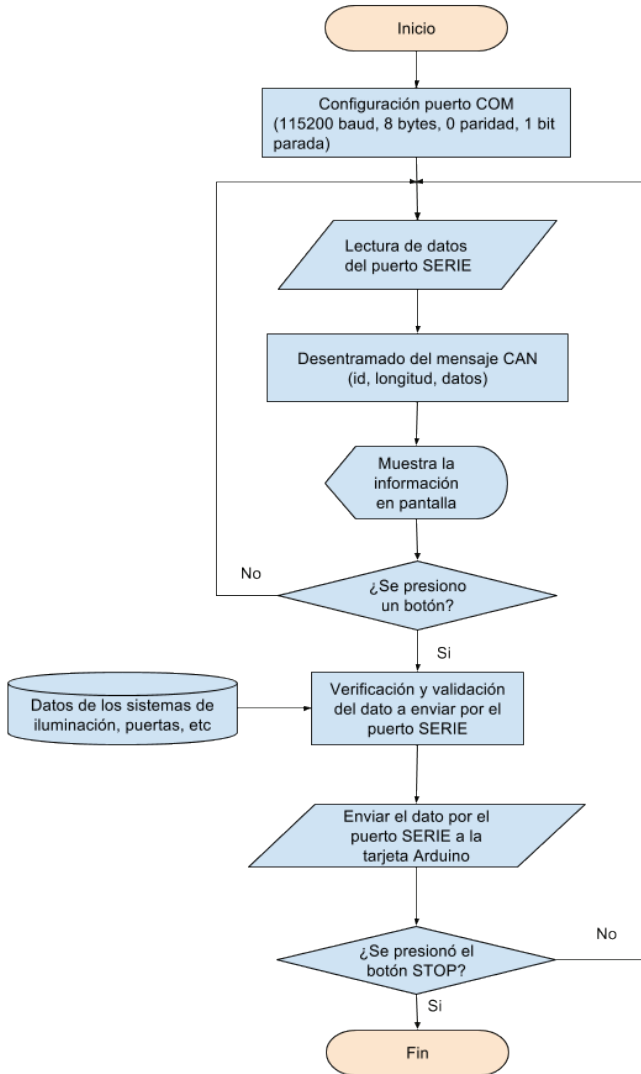 Inicio
Configuración puerto COM
(115200 baud, 8 bytes, 0 paridad, 1 bit
parada)
Lectura de datos
del puerto SERIE
Desentramado del mensaje CAN
(id, longitud, datos)
Muestra la
información
en pantalla
No
¿Se presiono
un botón?
Si
Datos de los sistemas de
iluminación, puertas, etc
Verificación y validación
del dato a enviar por el
puerto SERIE
Enviar el dato por el
puerto SERIE a la
tarjeta Arduino
No
¿Se presionó el
botón STOP?
Si
Fin